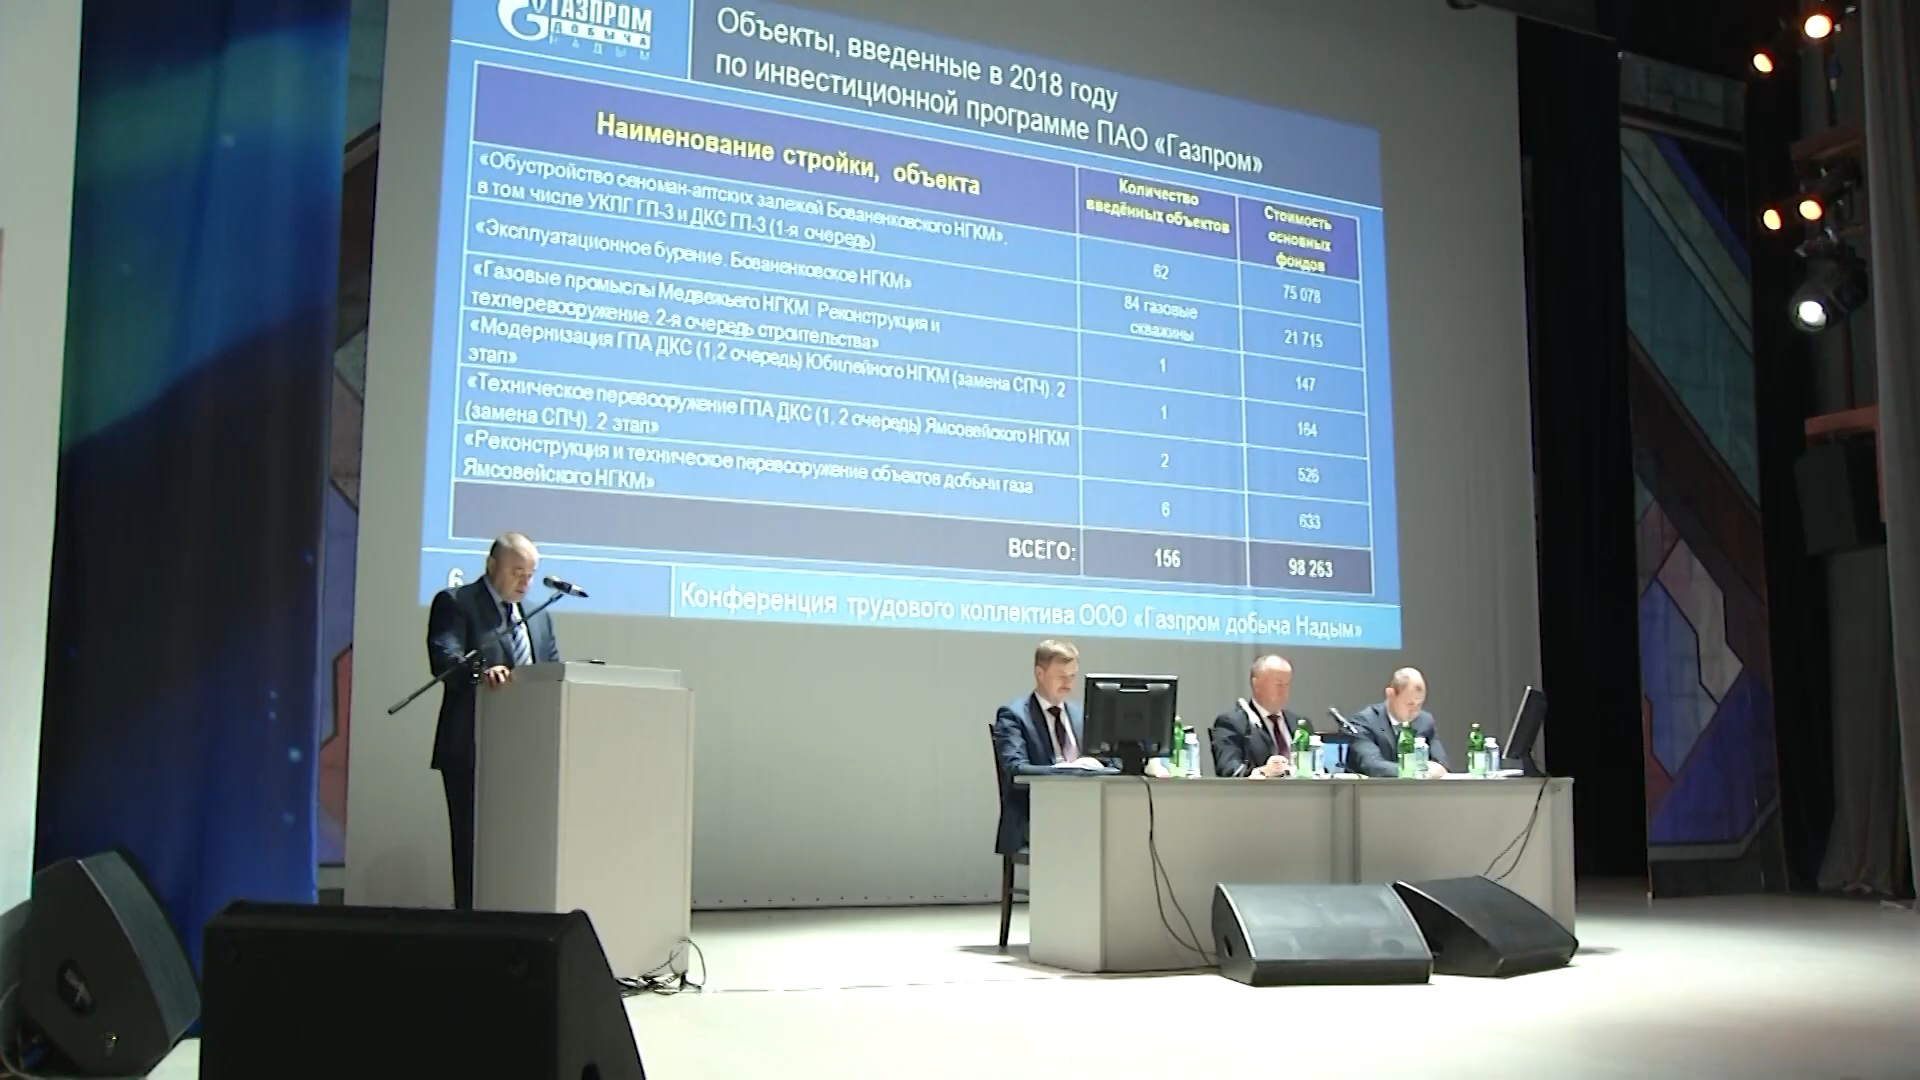 ГАЗПРОМ
ДОБЫЧА
НАДЫМ
Объекты, введенные в 2018 году
по инвестиционной программе ПАО «Газпром»
Наименование стройки, объекта
Количество
введённых объектов
Стоимость
основных
фондов
«Обустройство сеноман-аптских залежей Бованенковского НГКМ».
в том числе УКПГ ГП-3 и ДКС ГП-3 (1-я очередь)
62
75 078
«Эксплуатационное бурение. Бованенковское НГКМ»
84 газовые
скважины
21 715
«Газовые промыслы Медвежьего НГКМ. Реконструкция и
техперевооружение. 2-я очередь строительства»
1
147
«Модернизация ГПА ДКС (1,2 очередь) Юбилейного НГКМ (замена СПЧ). 2
этап»
1
164
«Техническое перевооружение ГПА ДКС (1, 2 очередь) Ямсовейского НГКМ
(замена СПЧ). 2 этап»
2
526
«Реконструкция и техническое перевооружение объектов добычи газа
Ямсовейского НГКМ»
6
633
ВСЕГО:
156
98 263
6
Конференция трудового коллектива ООО «Газпром добыча Надым»